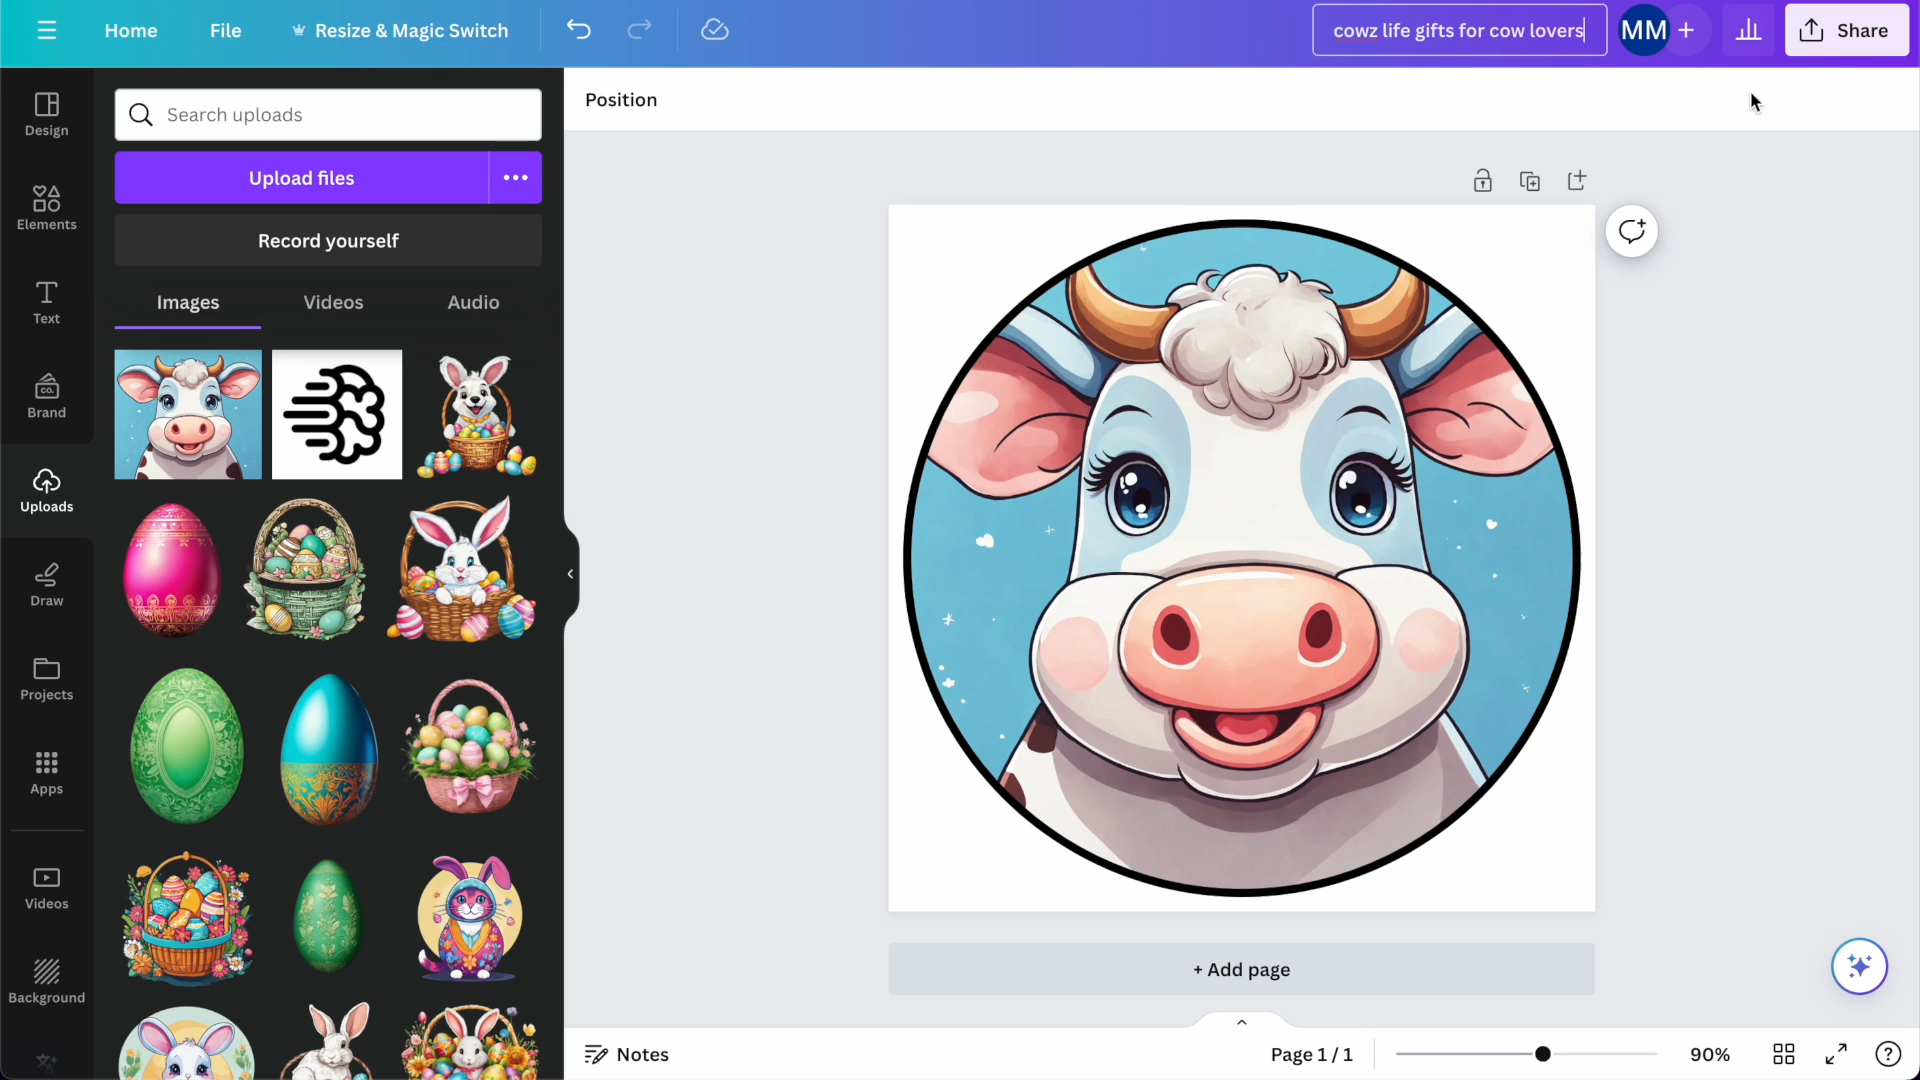 Home File Resize & Magic Switch cowz life gifts for cow lovers MM + Share
Design
Elements
Text
CO.
Brand
Uploads
Draw
Projects
Apps
Videos
Background
Search uploads
Upload files
Record yourself
Images Videos Audio
Position
+ Add page
Notes Page 1 / 1 90% ?